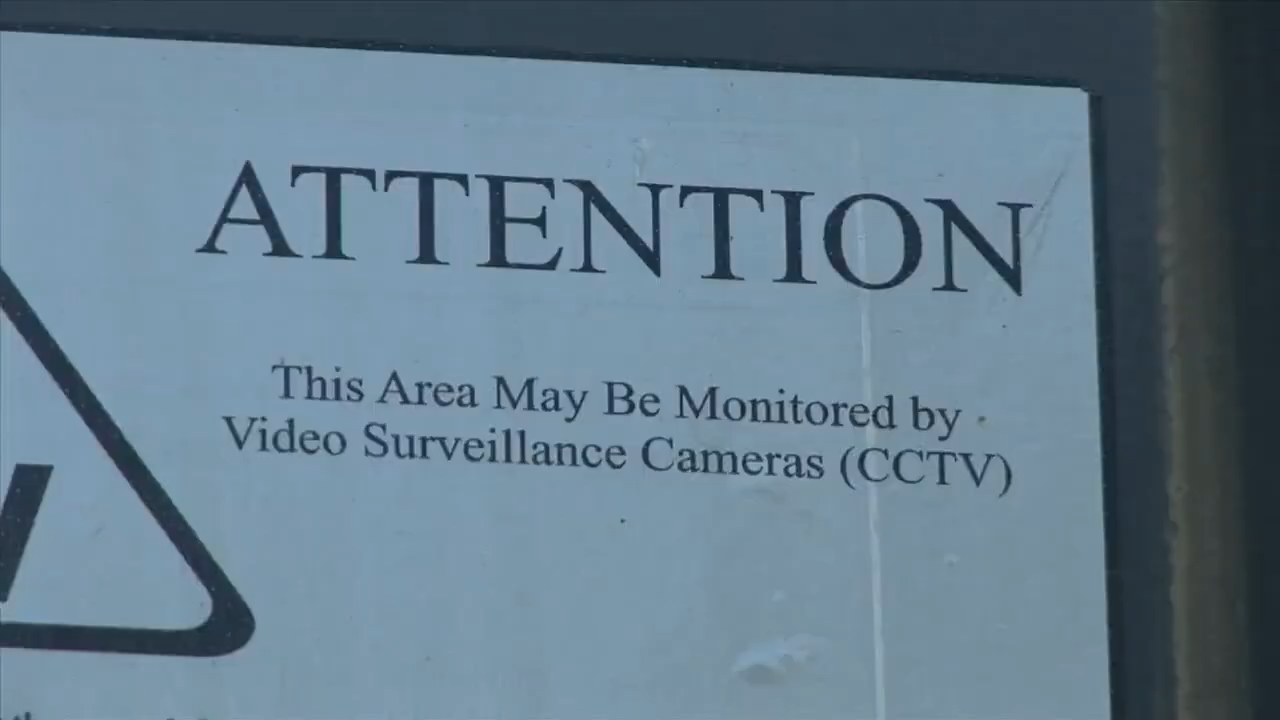 ATTENTION
This Area May Be Monitored by
Video Surveillance Cameras (CCTV)